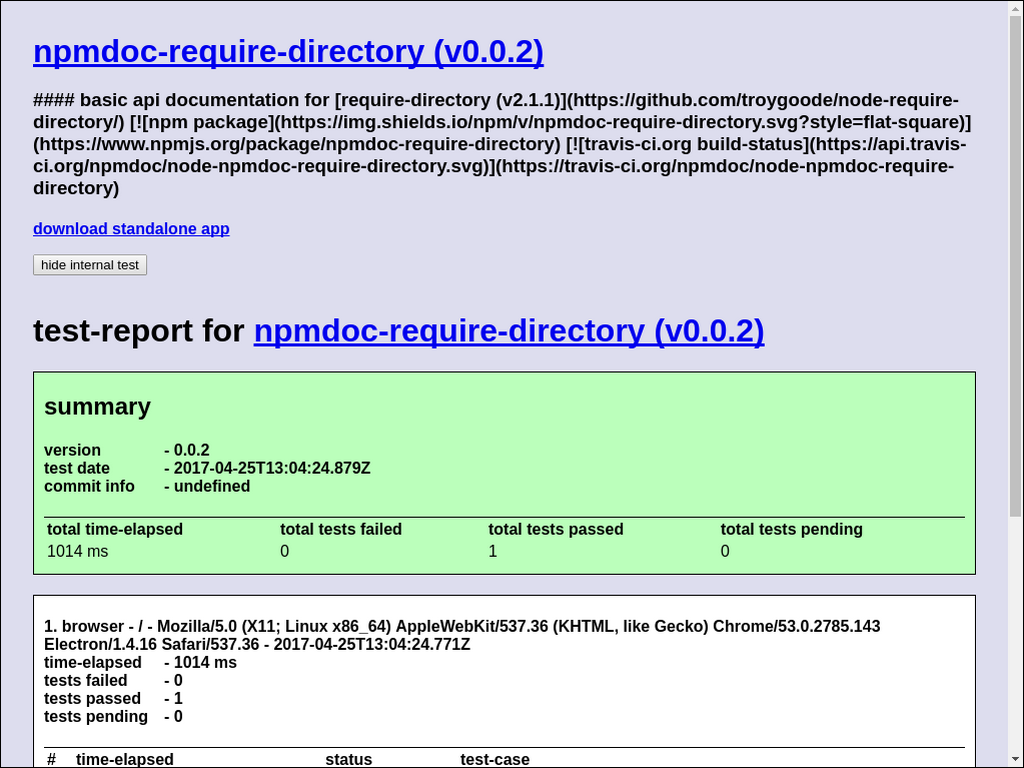 npmdoc-require-directory (v0.0.2)
#### basic api documentation for [require-directory (v2.1.1)](https://github.com/troygoode/node-require-
directory/) [![npm package](https://img.shields.io/npm/v/npmdoc-require-directory.svg?style=flat-square)]
(https://www.npmjs.org/package/npmdoc-require-directory) [![travis-ci.org build-status](https://api.travis-
ci.org/npmdoc/node-npmdoc-require-directory.svg)](https://travis-ci.org/npmdoc/node-npmdoc-require-
directory)
download standalone app
hide internal test
test-report for npmdoc-require-directory (v0.0.2)
summary
version - 0.0.2
test date - 2017-04-25T13:04:24.879Z
commit info - undefined
total time-elapsed total tests failed total tests passed total tests pending
1014 ms 0 1 0
1. browser - / - Mozilla/5.0 (X11; Linux x86_64) AppleWebKit/537.36 (KHTML, like Gecko) Chrome/53.0.2785.143
Electron/1.4.16 Safari/537.36 - 2017-04-25T13:04:24.771Z
time-elapsed - 1014 ms
tests failed - 0
tests passed - 1
tests pending - 0
# time-elapsed status test-case